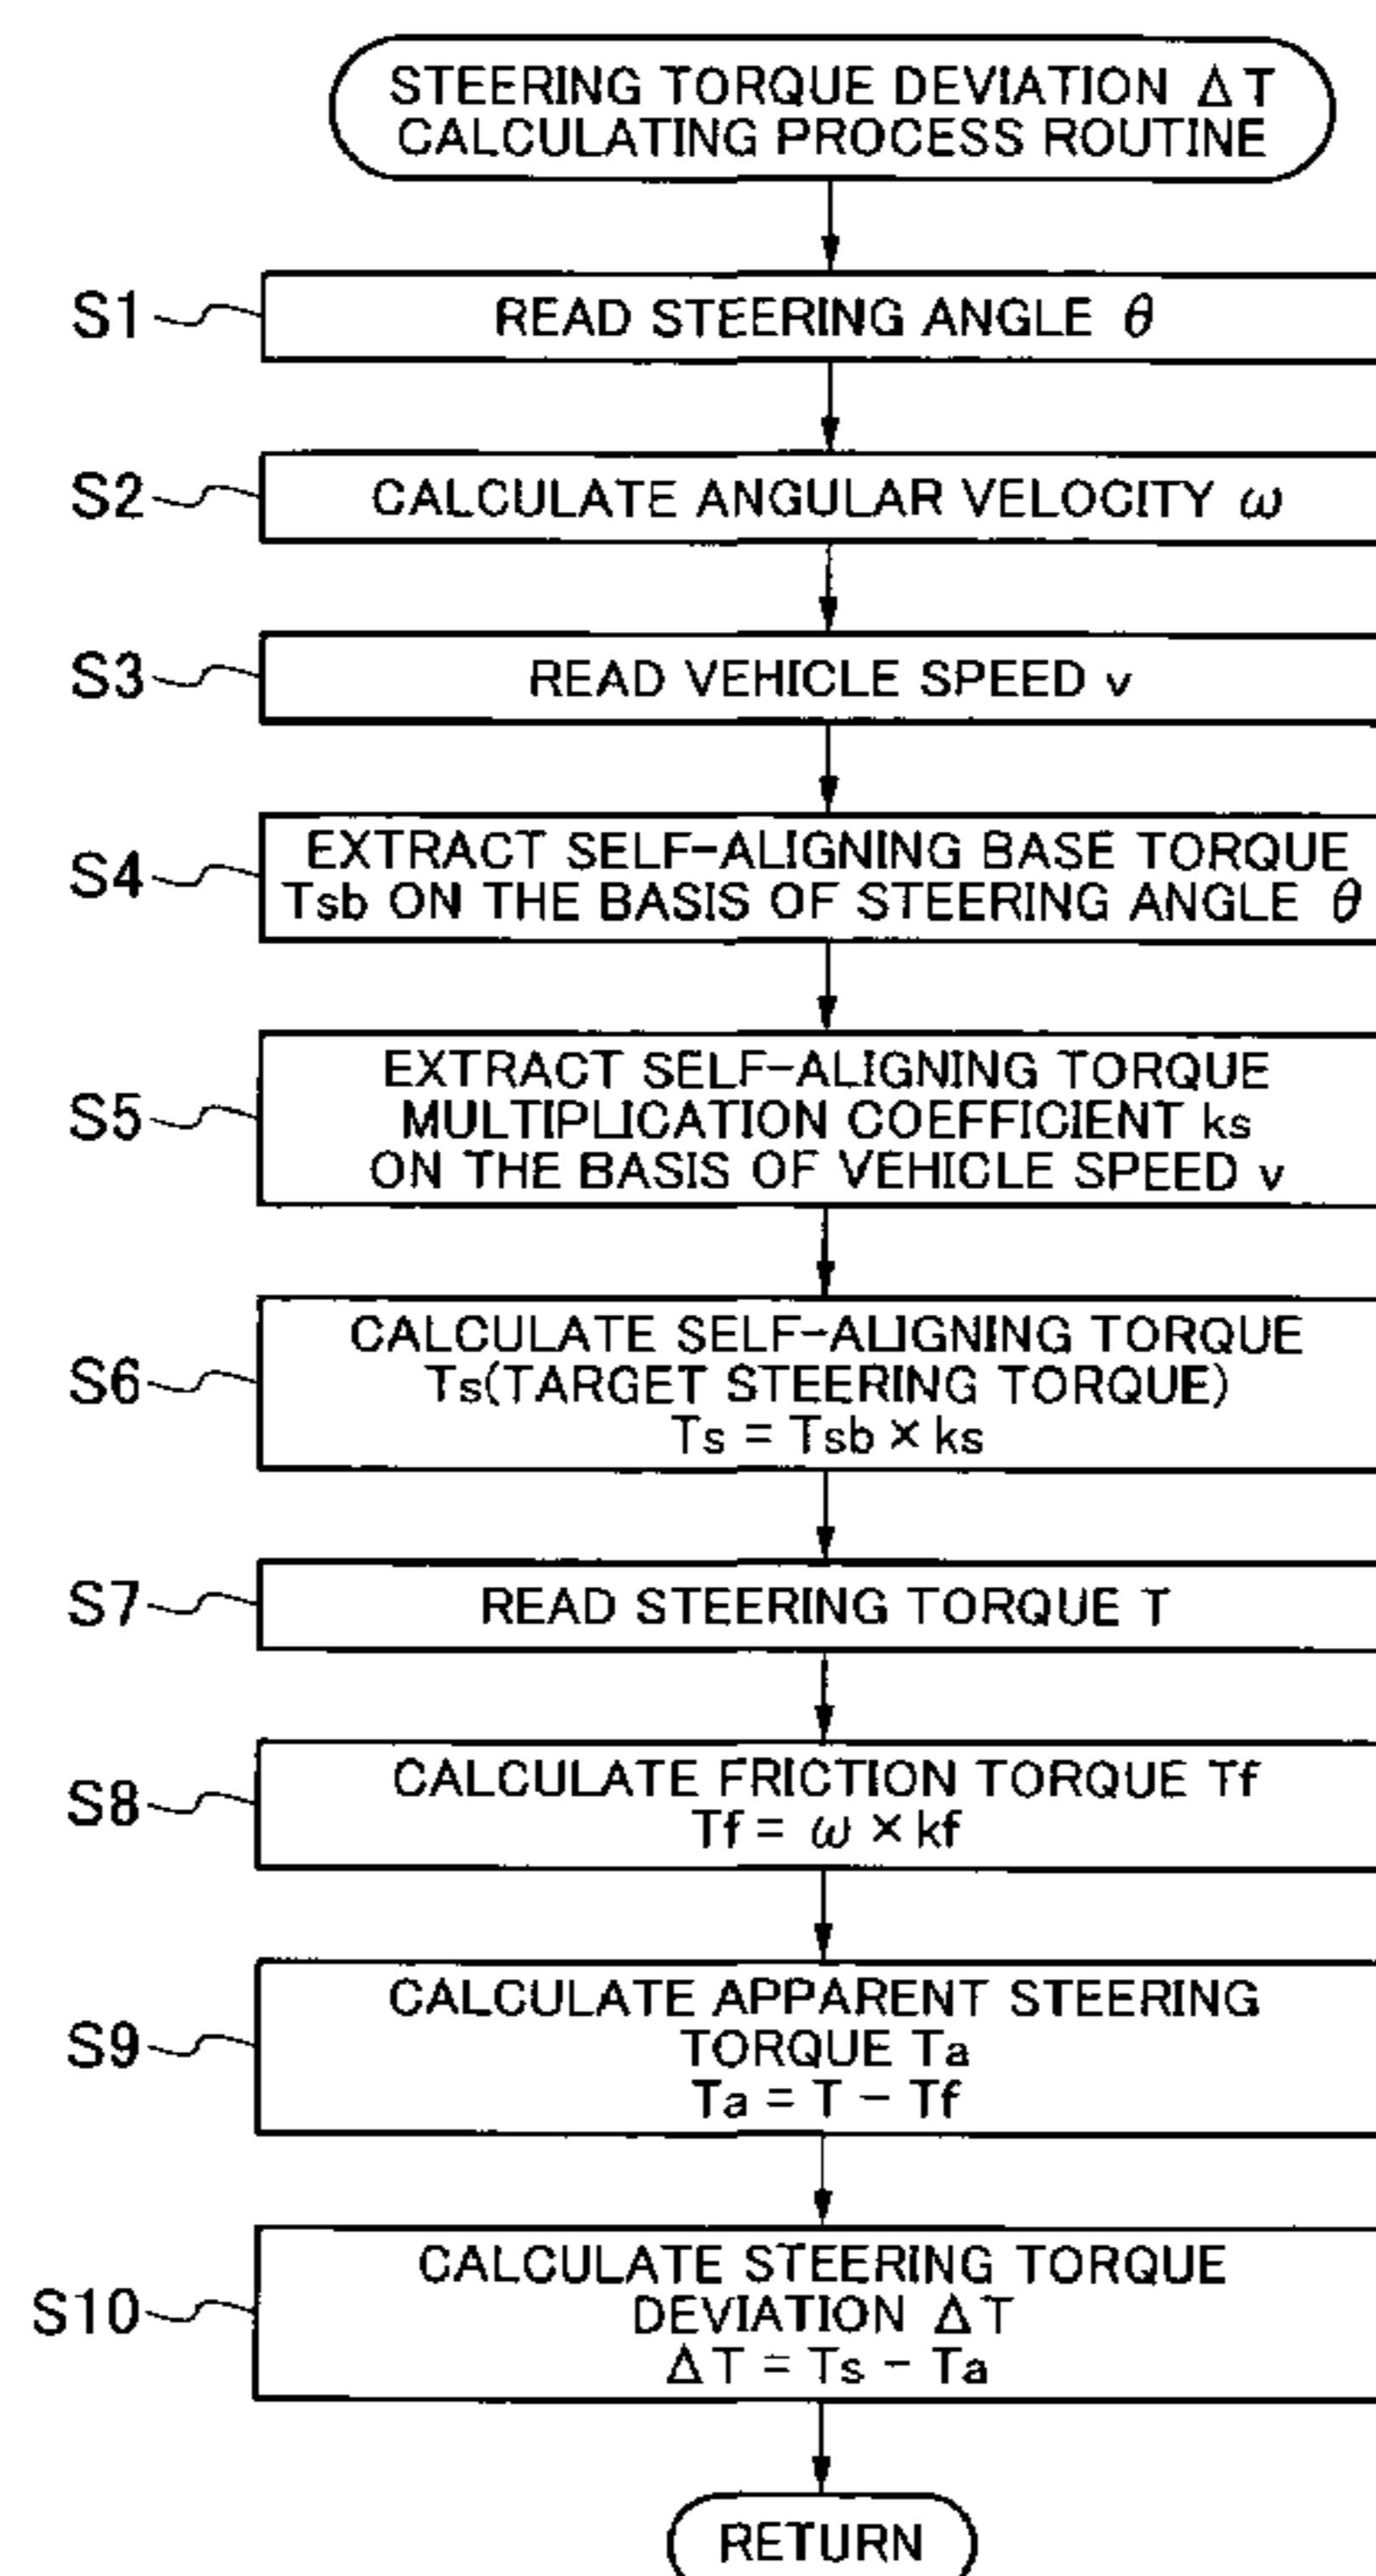 STEERING TORQUE DEVIATION ΔT
CALCULATING PROCESS ROUTINE
S1
READ STEERING ANGLE θ
S2
CALCULATE ANGULAR VELOCITY ω
S3
READ VEHICLE SPEED v
S4
EXTRACT SELF-ALIGNING BASE TORQUE
Tsb ON THE BASIS OF STEERING ANGLE θ
S5
EXTRACT SELF-ALIGNING TORQUE
MULTIPLICATION COEFFICIENT ks
ON THE BASIS OF VEHICLE SPEED v
S6
CALCULATE SELF-ALIGNING TORQUE
Ts(TARGET STEERING TORQUE)
Ts = Tsb × ks
S7
READ STEERING TORQUE T
S8
CALCULATE FRICTION TORQUE Tf
Tf = ω × kf
S9
CALCULATE APPARENT STEERING
TORQUE Ta
Ta = T - Tf
S10
CALCULATE STEERING TORQUE
DEVIATION ΔT
ΔT = Ts - Ta
RETURN